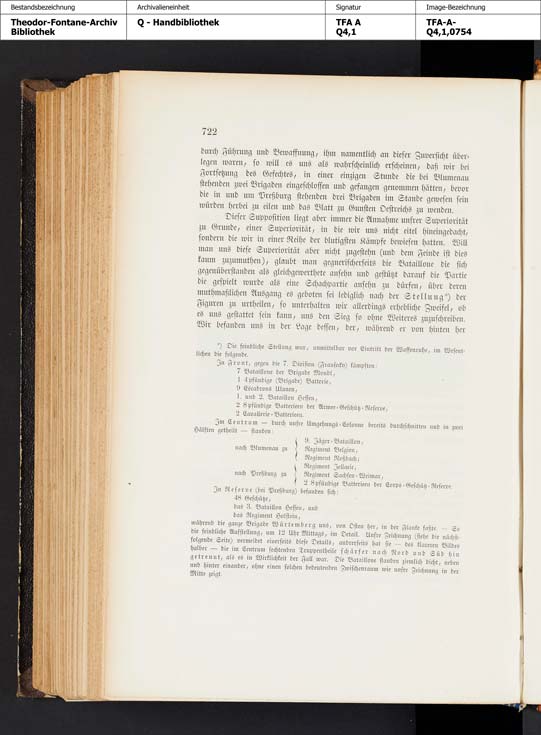 Bestandsbezeichnung
Theodor-Fontane-Archiv
Bibliothek
Archivalieneinheit
Q - Handbibliothek
Signatur
TFA A
Q4,1
Image-Bezeichnung
TFA-A-
Q4,1,0754
722
durch Führung und Bewaffnung, ihm namentlich an dieser Zuversicht über-
legen waren, so will es uns als wahrscheinlich erscheinen, daß wir bei
Fortsetzung des Gefechtes, in einer einzigen Stunde die bei Blumenau
stehenden zwei Brigaden eingeschlossen und gefangen genommen hätten, bevor
die in und um Preßburg stehenden drei Brigaden im Stande gewesen sein
würden herbei zu eilen und das Blatt zu Gunsten Oestreichs zu wenden.
Dieser Supposition liegt aber immer die Annahme unsrer Superiorität
zu Grunde, einer Superiorität, in die wir uns nicht eitel hineingedacht,
sondern die wir in einer Reihe der blutigsten Kämpfe bewiesen hatten. Will
man uns diese Superiorität aber nicht zugestehn (und dem Feinde ist dies
kaum zuzumuthen), glaubt man gegnerischerseits die Bataillone die sich
gegenüberstanden als gleichgewerthete ansehn und gestützt darauf die Partie
die gespielt wurde als eine Schachpartie ansehn zu dürfen, über deren
muthmaßlichen Ausgang es geboten sei lediglich nach der Stellung*) der
Figuren zu urtheilen, so unterhalten wir allerdings erhebliche Zweifel, ob
es uns gestattet sein kann, uns den Sieg so ohne Weiteres zuzuschreiben.
Wir befanden uns in der Lage dessen, der, während er von hinten her
*) Die feindliche Stellung war, unmittelbar vor Eintritt der Waffenruhe, im Wesent-
lichen die folgende.
In Front, gegen die 7. Division (Fransecky) kämpften:
7 Bataillone der Brigade Mondl,
1 4pfündige (Brigade) Batterie,
9 Escadrons Ulanen,
1. und 2. Bataillon Hessen,
2 8pfündige Batterieen der Armee-Geschütz-Reserve,
2 Cavallerie-Batterieen.
Im Centrum — durch unsre Umgehungs-Colonne bereits durchschnitten und in zwei
Hälften getheilt — standen:
nach Blumenau zu
9. Jäger-Bataillon,
Regiment Belgien,
Regiment Roßbach;
nach Preßburg zu
Regiment Jellacic,
Regiment Sachsen-Weimar,
2 8pfündige Batterieen der Corps-Geschütz-Reserve.
In Reserve (bei Preßburg) befanden sich:
48 Geschütze,
das 3. Bataillon Hessen, und
das Regiment Holstein,
während die ganze Brigade Würtemberg uns, von Osten her, in der Flanke faßte. — So
die feindliche Aufstellung, um 12 Uhr Mittags, im Detail. Unsre Zeichnung (siehe die nächst-
folgende Seite) vermeidet einerseits diese Details, andrerseits hat sie — des klareren Bildes
halber — die im Centrum fechtenden Truppentheile schärfer nach Nord und Süd hin
getrennt, als es in Wirklichkeit der Fall war. Die Bataillone standen ziemlich dicht, neben
und hinter einander, ohne einen solchen bedeutenden Zwischenraum wie unsre Zeichnung in der
Mitte zeigt.